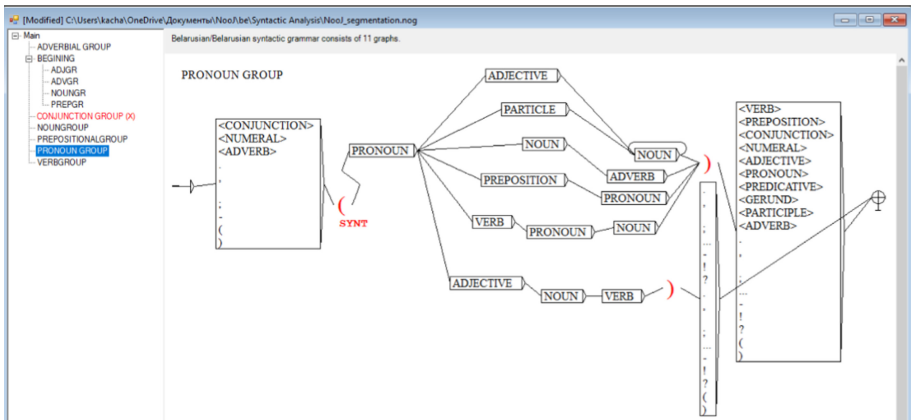 [Modified] C:\Users\kacha\OneDrive\Документы\NooJ\be\Syntactic Analysis\NooJ_segmentation.nog
Main
ADVERBIAL GROUP
BEGINING
ADJGR
ADVGR
NOUNGR
PREPGR
CONJUNCTION GROUP (X)
NOUNGROUP
PREPOSITIONALGROUP
PRONOUN GROUP
VERBGROUP
Belarusian/Belarusian syntactic grammar consists of 11 graphs.
PRONOUN GROUP
<CONJUNCTION>
<NUMERAL>
<ADVERB>
.
,
;
-
(
)
(
SYNT
PRONOUN
ADJECTIVE
PARTICLE
NOUN
PREPOSITION
VERB
ADJECTIVE
NOUN
ADVERB
PRONOUN
PRONOUN
NOUN
NOUN
VERB
)
)
.
,
;
...
-
!
?
.
,
;
...
-
!
?
(
)
<VERB>
<PREPOSITION>
<CONJUNCTION>
<NUMERAL>
<ADJECTIVE>
<PRONOUN>
<PREDICATIVE>
<GERUND>
<PARTICIPLE>
<ADVERB>
.
,
;
...
-
!
?
(
)